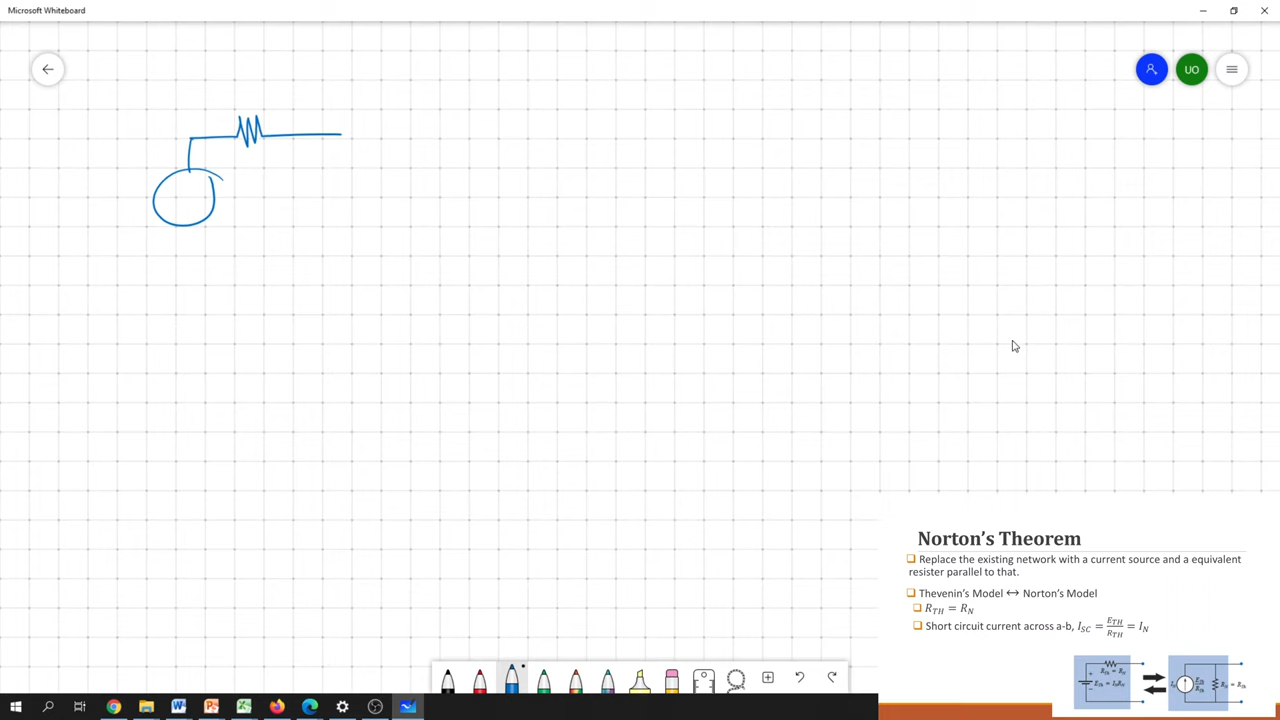 Microsoft Whiteboard
UO
Norton's Theorem
Replace the existing network with a current source and a equivalent
resister parallel to that.
Thevenin's Model ↔ Norton's Model
R_TH = R_N
Short circuit current across a-b, I_SC = E_TH/R_TH = I_N